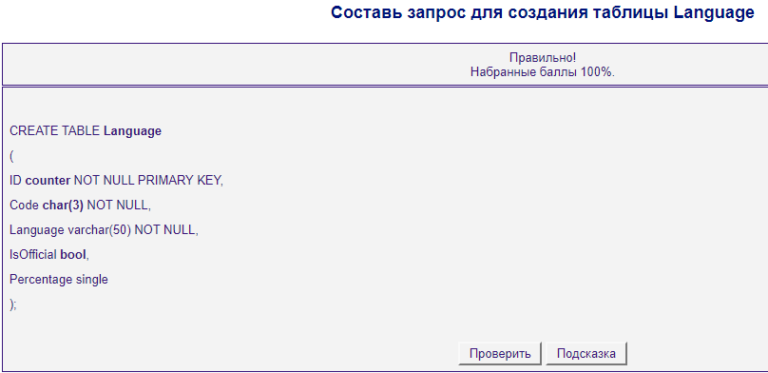 Составь запрос для создания таблицы Language
Правильно!
Набранные баллы 100%.
CREATE TABLE Language
(
ID counter NOT NULL PRIMARY KEY,
Code char(3) NOT NULL,
Language varchar(50) NOT NULL,
IsOfficial bool,
Percentage single
);
Проверить Подсказка